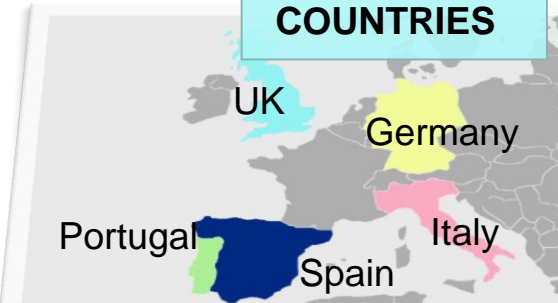 COUNTRIES
UK
Germany
Portugal
Italy
Spain